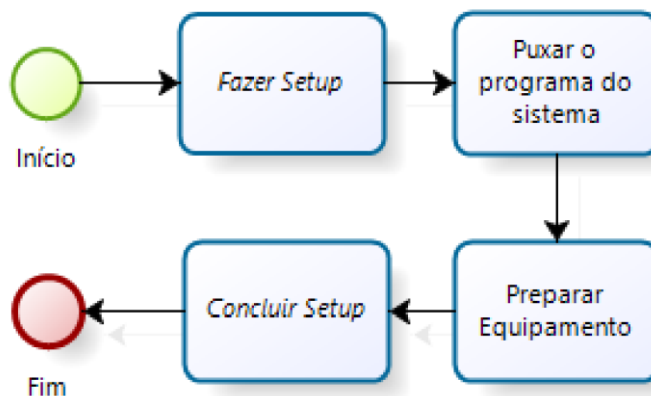 Fazer Setup
Puxar o
programa do
sistema
Início
Preparar
Equipamento
Concluir Setup
Fim